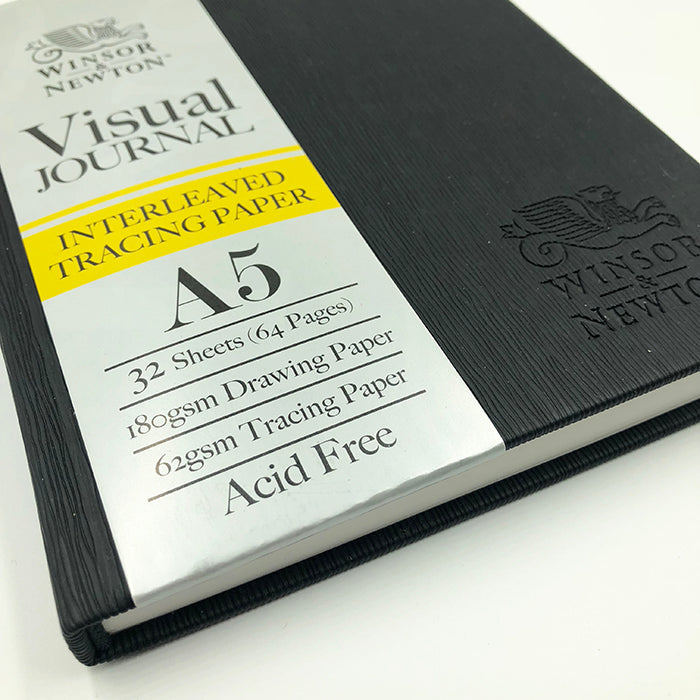 WINSOR
&
NEWTON™
Visual
JOURNAL
INTERLEAVED
TRACING PAPER
A5
32 Sheets (64 Pages)
180gsm Drawing Paper
62gsm Tracing Paper
Acid Free
WINSOR
&
NEWTON